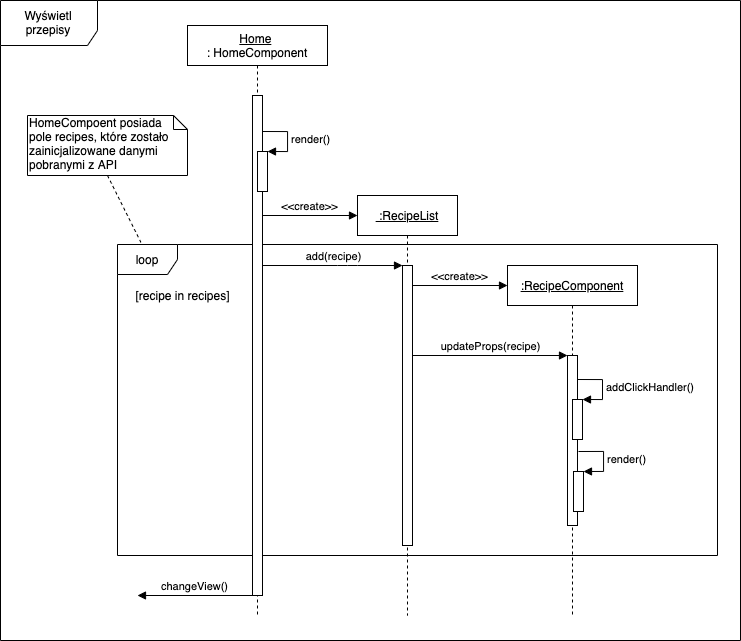 Wyświetl
przepisy
Home
: HomeComponent
HomeCompoent posiada
pole recipes, które zostało
zainicjalizowane danymi
pobranymi z API
render()
<<create>>
:RecipeList
loop
add(recipe)
<<create>>
:RecipeComponent
[recipe in recipes]
updateProps(recipe)
addClickHandler()
render()
changeView()